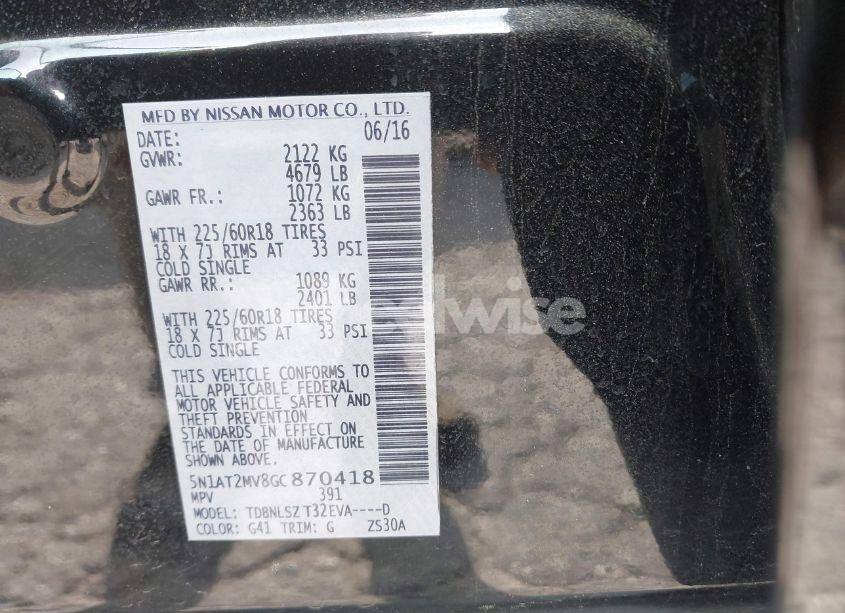 MFD BY NISSAN MOTOR CO., LTD.
DATE: 06/16
GVWR: 2122 KG
4679 LB
GAWR FR.: 1072 KG
2363 LB
WITH 225/60R18 TIRES
18 X 7J RIMS AT 33 PSI
COLD SINGLE
GAWR RR.: 1089 KG
2401 LB
WITH 225/60R18 TIRES
18 X 7J RIMS AT 33 PSI
COLD SINGLE
THIS VEHICLE CONFORMS TO
ALL APPLICABLE FEDERAL
MOTOR VEHICLE SAFETY AND
THEFT PREVENTION
STANDARDS IN EFFECT ON
THE DATE OF MANUFACTURE
SHOWN ABOVE.
5N1AT2MV8GC870418
MPV 391
MODEL: TDBNLSZ T32EVA----D
COLOR: G41 TRIM: G ZS30A